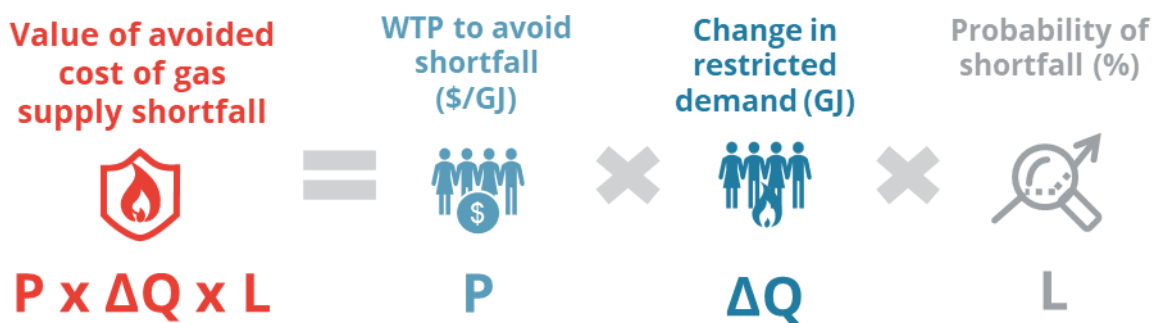 Value of avoided
cost of gas
supply shortfall
WTP to avoid
shortfall
($/GJ)
Change in
restricted
demand (GJ)
Probability of
shortfall (%)
$
P x ΔQ x L
P
ΔQ
L